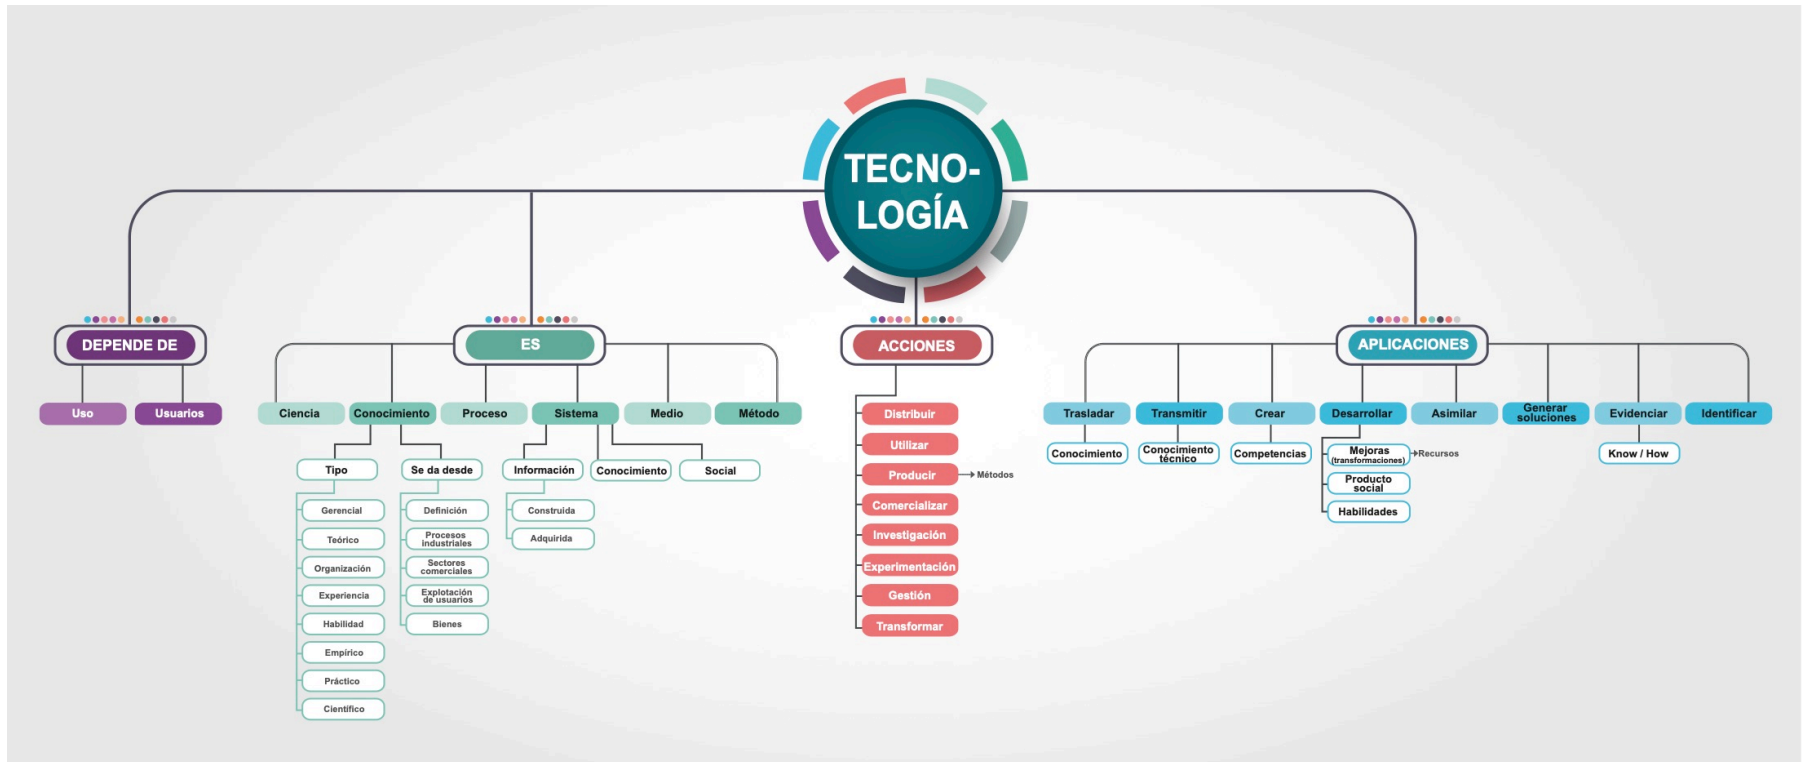 TECNO-
LOGÍA
DEPENDE DE
ES
ACCIONES
APLICACIONES
Uso
Usuarios
Ciencia
Conocimiento
Proceso
Sistema
Medio
Método
Tipo
Se da desde
Información
Conocimiento
Social
Gerencial
Teórico
Organización
Experiencia
Habilidad
Empírico
Práctico
Científico
Definición
Procesos
industriales
Sectores
comerciales
Explotación
de usuarios
Bienes
Construida
Adquirida
Distribuir
Utilizar
Producir
Métodos
Comercializar
Investigación
Experimentación
Gestión
Transformar
Trasladar
Transmitir
Crear
Desarrollar
Asimilar
Generar
soluciones
Evidenciar
Identificar
Conocimiento
Conocimiento
técnico
Competencias
Mejoras
(transformaciones)
Recursos
Producto
social
Habilidades
Know / How